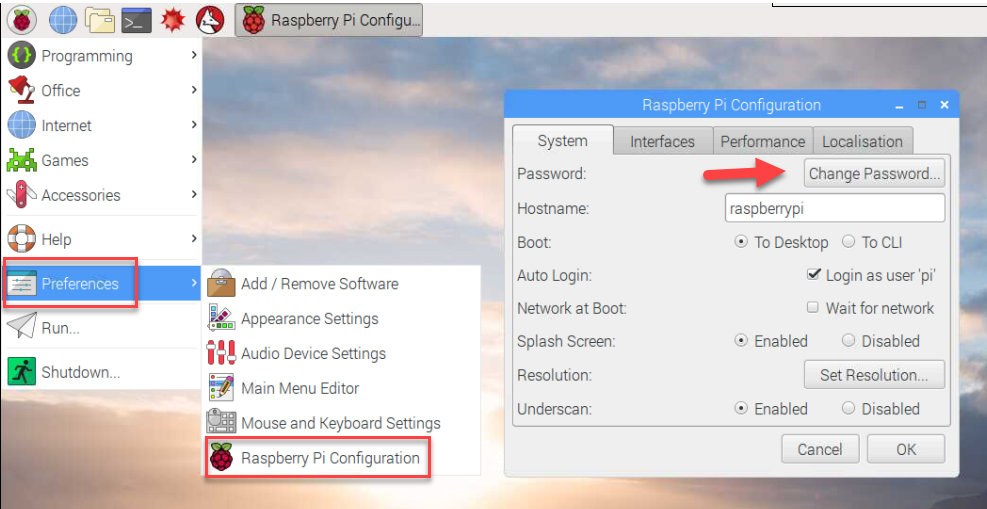 Raspberry Pi Configu...
Programming
Office
Internet
Games
Accessories
Help
Preferences
Run...
Shutdown...
Add / Remove Software
Appearance Settings
Audio Device Settings
Main Menu Editor
Mouse and Keyboard Settings
Raspberry Pi Configuration
Raspberry Pi Configuration
System Interfaces Performance Localisation
Password: Change Password...
Hostname: raspberrypi
Boot: To Desktop To CLI
Auto Login: Login as user 'pi'
Network at Boot: Wait for network
Splash Screen: Enabled Disabled
Resolution: Set Resolution...
Underscan: Enabled Disabled
Cancel OK